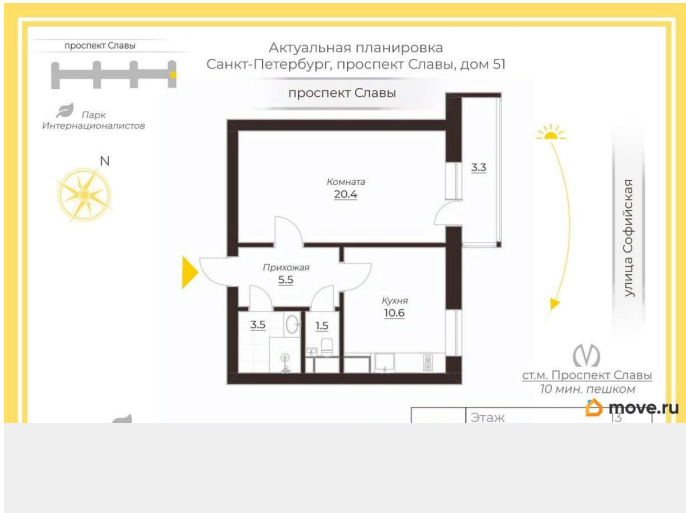 проспект Славы
Актуальная планировка
Санкт-Петербург, проспект Славы, дом 51
проспект Славы
Парк
Интернационалистов
N
Комната
20.4
3.3
улица Софийская
Прихожая
5.5
Кухня
10.6
3.5
1.5
ст.м. Проспект Славы
10 мин. пешком
move.ru
Этаж
13